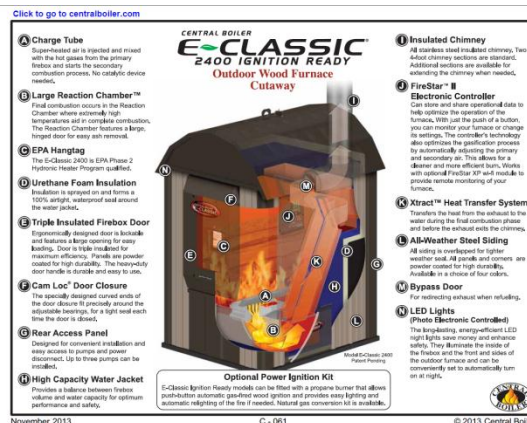 Click to go to centralboiler.com
CENTRAL BOILER
E-CLASSIC®
2400 IGNITION READY
Outdoor Wood Furnace
Cutaway
A Charge Tube
Super-heated air is injected and mixed
with the hot gases from the primary
firebox and starts the secondary
combustion process. No catalytic device
needed.
B Large Reaction Chamber™
Final combustion occurs in the Reaction
Chamber where extremely high
temperatures aid in complete combustion.
The Reaction Chamber features a large,
hinged door for easy ash removal.
C EPA Hangtag
The E-Classic 2400 is EPA Phase 2
Hydronic Heater Program qualified.
D Urethane Foam Insulation
Insulation is sprayed on and forms a
100% airtight, waterproof seal around
the water jacket.
E Triple Insulated Firebox Door
Ergonomically designed door is lockable
and features a large opening for easy
loading. Door is triple insulated for
maximum efficiency. Panels are powder
coated for high durability. The heavy-duty
door handle is durable and easy to use.
F Cam Loc® Door Closure
The specially designed curved ends of
the door closure fit precisely around the
adjustable bearings, for a tight seal each
time the door is closed.
G Rear Access Panel
Designed for convenient installation and
easy access to pumps and power
disconnect. Up to three pumps can be
installed.
H High Capacity Water Jacket
Provides a balance between firebox
volume and water capacity for optimum
performance and safety.
I Insulated Chimney
All stainless steel insulated chimney. Two
4-foot chimney sections are standard.
Additional sections are available for
extending the chimney when needed.
J FireStar™ II
Electronic Controller
Can store and share operational data to
help optimize the operation of the
furnace. With just the push of a button,
you can monitor your furnace or change
its settings. The controller's technology
also optimizes the gasification process
by automatically adjusting the primary
and secondary air. This allows for a
cleaner and more efficient burn. Works
with optional FireStar XP wi-fi module to
provide remote monitoring of your
furnace.
K Xtract™ Heat Transfer System
Transfers the heat from the exhaust to the
water during the final combustion phase
and before the exhaust exits the chimney.
L All-Weather Steel Siding
All siding is overlapped for tighter
weather seal. All panels and corners are
powder coated for high durability.
Available in a choice of four colors.
M Bypass Door
For redirecting exhaust when refueling.
N LED Lights
(Photo Electronic Controlled)
The long-lasting, energy-efficient LED
night lights save money and enhance
safety. They illuminate the inside of
the firebox and the front and sides of
the outdoor furnace and can be
conveniently set to automatically turn
on at night.
I
N
M
F
J
C
D
E
K
G
A
H
B
L
Model E-Classic 2400
Patent Pending
Optional Power Ignition Kit
E-Classic Ignition Ready models can be fitted with a propane burner that allows
push-button automatic gas-fired wood ignition and provides easy lighting and
automatic relighting of the fire if needed. Natural gas conversion kit is available.
CENTRAL
BOILER
November 2013
C - 061
© 2013 Central Boil